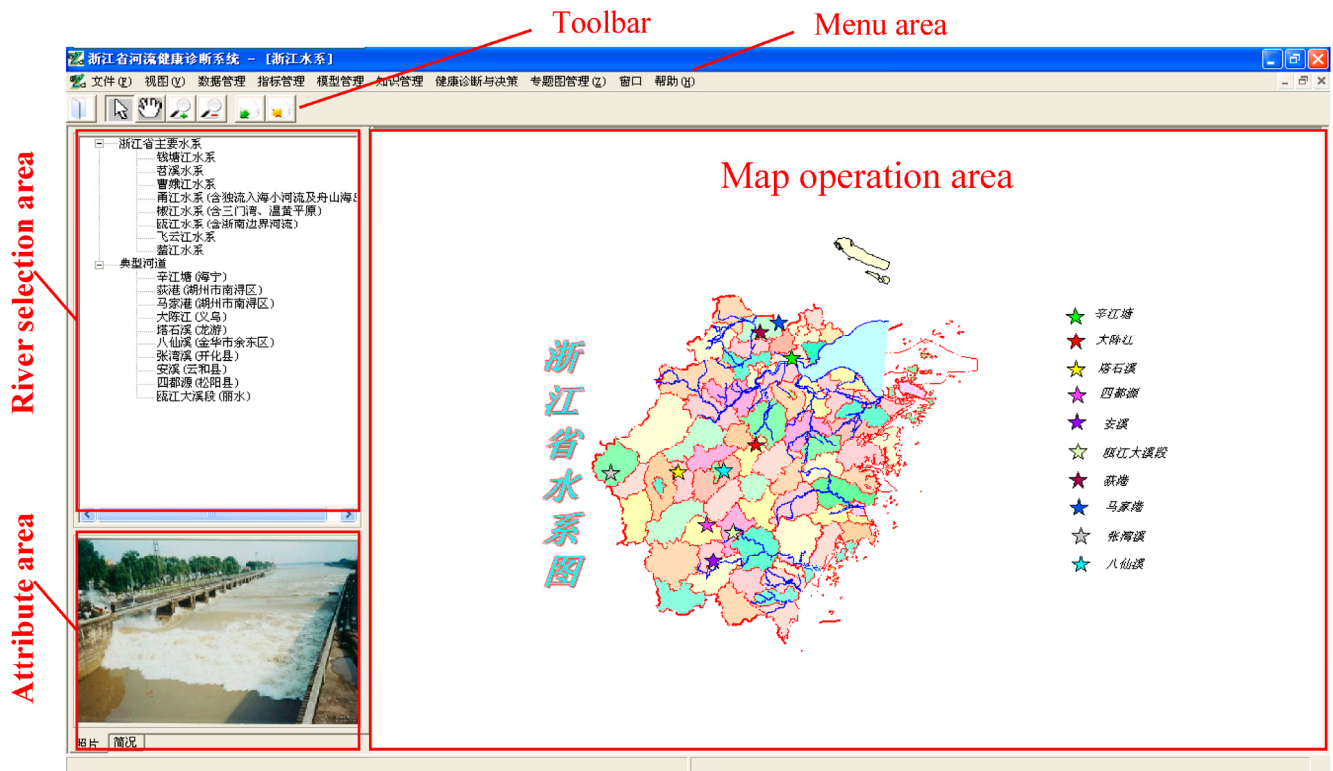 Toolbar
Menu area
浙江省河流健康诊断系统 - [浙江水系]
文件(F) 视图(V) 数据管理 指标管理 模型管理 知识管理 健康诊断与决策 专题图管理(Z) 窗口 帮助(H)
River selection area
浙江省主要水系
钱塘江水系
苕溪水系
曹娥江水系
甬江水系(含独流入海小河流及舟山海岛
椒江水系(含三门湾、温黄平原)
瓯江水系(含浙南边界河流)
飞云江水系
鳌江水系
典型河道
辛江塘(海宁)
荻港(湖州市南浔区)
马家港(湖州市南浔区)
大陈江(义乌)
塔石溪(龙游)
八仙溪(金华市余东区)
张湾溪(开化县)
安溪(云和县)
四都源(松阳县)
瓯江大溪段(丽水)
Attribute area
照片 简况
Map operation area
浙江省水系图
辛江塘
大陈江
塔石溪
四都源
安溪
瓯江大溪段
荻港
马家港
张湾溪
八仙溪